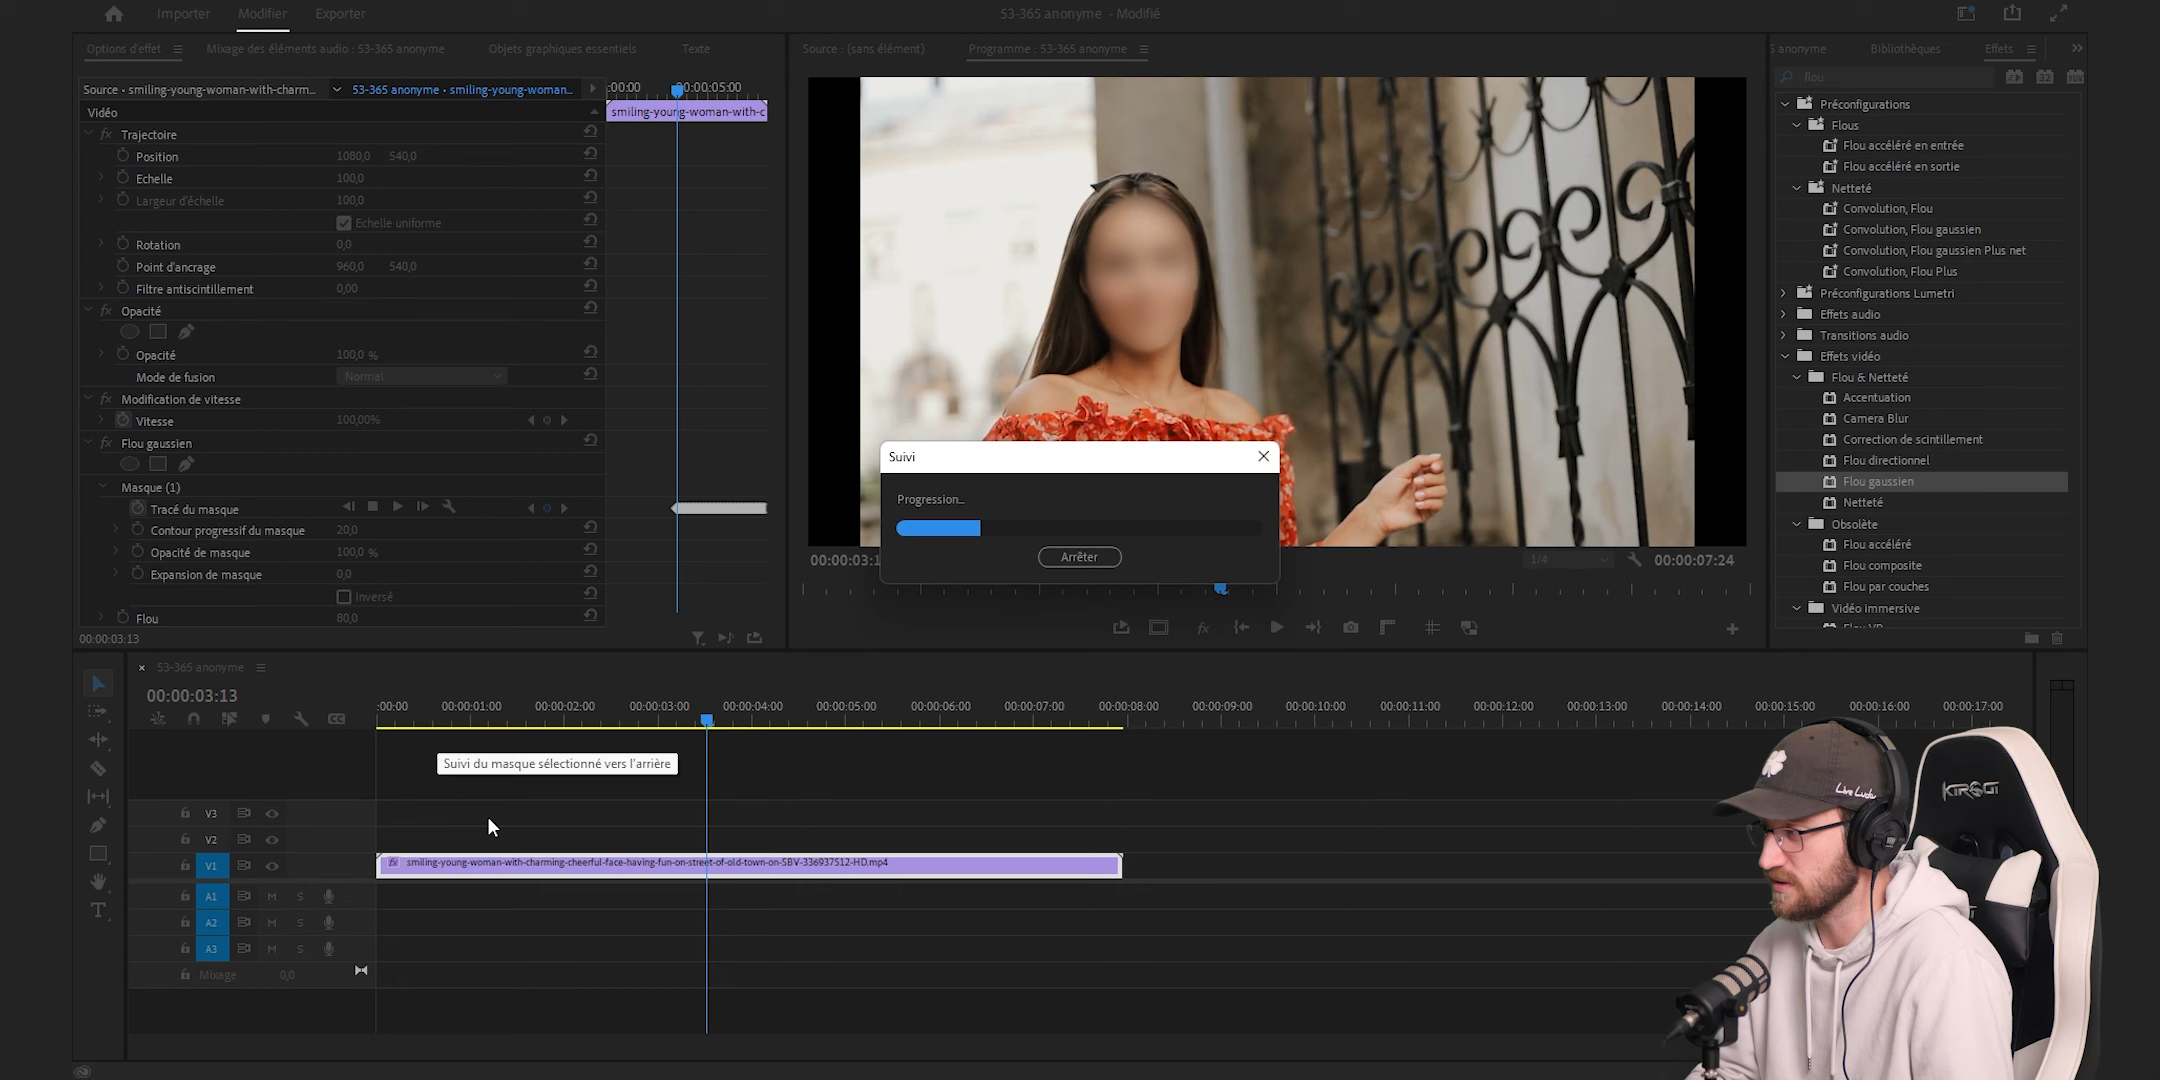 Importer Modifier Exporter 53-365 anonyme - Modifié
Options d'effet Mixage des éléments audio : 53-365 anonyme Objets graphiques essentiels Texte
Source : (sans élément) Programme : 53-365 anonyme
anonyme Bibliothèques Effets
flou
Source • smiling-young-woman-with-charm... 53-365 anonyme • smiling-young-woman...
:00:00 00:00:05:00
Vidéo
smiling-young-woman-with-c
Trajectoire
Position 1080,0 540,0
Echelle 100,0
Largeur d'échelle 100,0
Echelle uniforme
Rotation 0,0
Point d'ancrage 960,0 540,0
Filtre antiscintillement 0,00
Opacité
Opacité 100,0 %
Mode de fusion Normal
Modification de vitesse
Vitesse 100,00%
Flou gaussien
Masque (1)
Tracé du masque
Contour progressif du masque 20,0
Opacité de masque 100,0 %
Expansion de masque 0,0
Inversé
Flou 80,0
00:00:03:13
Suivi
Progression...
Arrêter
00:00:03:1
1/4
00:00:07:24
Préconfigurations
Flous
Flou accéléré en entrée
Flou accéléré en sortie
Netteté
Convolution, Flou
Convolution, Flou gaussien
Convolution, Flou gaussien Plus net
Convolution, Flou Plus
Préconfigurations Lumetri
Effets audio
Transitions audio
Effets vidéo
Flou & Netteté
Accentuation
Camera Blur
Correction de scintillement
Flou directionnel
Flou gaussien
Netteté
Obsolète
Flou accéléré
Flou composite
Flou par couches
Vidéo immersive
53-365 anonyme
00:00:03:13
:00:00 00:00:01:00 00:00:02:00 00:00:03:00 00:00:04:00 00:00:05:00 00:00:06:00 00:00:07:00 00:00:08:00 00:00:09:00 00:00:10:00 00:00:11:00 00:00:12:00 00:00:13:00 00:00:14:00 00:00:15:00 00:00:16:00 00:00:17:00
Suivi du masque sélectionné vers l'arrière
V3
V2
V1
smiling-young-woman-with-charming-cheerful-face-having-fun-on-street-of-old-town-on-SBV-336937512-HD.mp4
A1 M S
A2 M S
A3 M S
Mixage 0,0
KIROGI